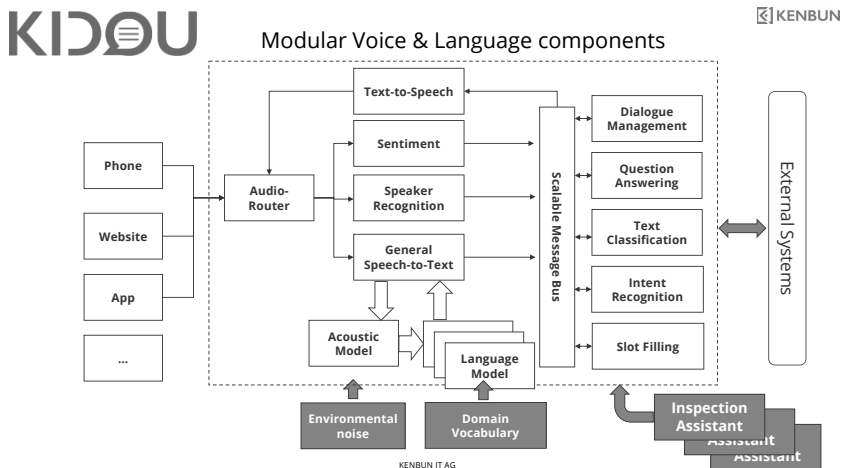 KIDOU
KENBUN
Modular Voice & Language components
Text-to-Speech
Sentiment
Speaker
Recognition
General
Speech-to-Text
Phone
Website
App
...
Audio-
Router
Scalable Message Bus
Dialogue
Management
Question
Answering
Text
Classification
Intent
Recognition
Slot Filling
External Systems
Acoustic
Model
Language
Model
Environmental
noise
Domain
Vocabulary
Inspection
Assistant
Assistant
Assistant
KENBUN IT AG